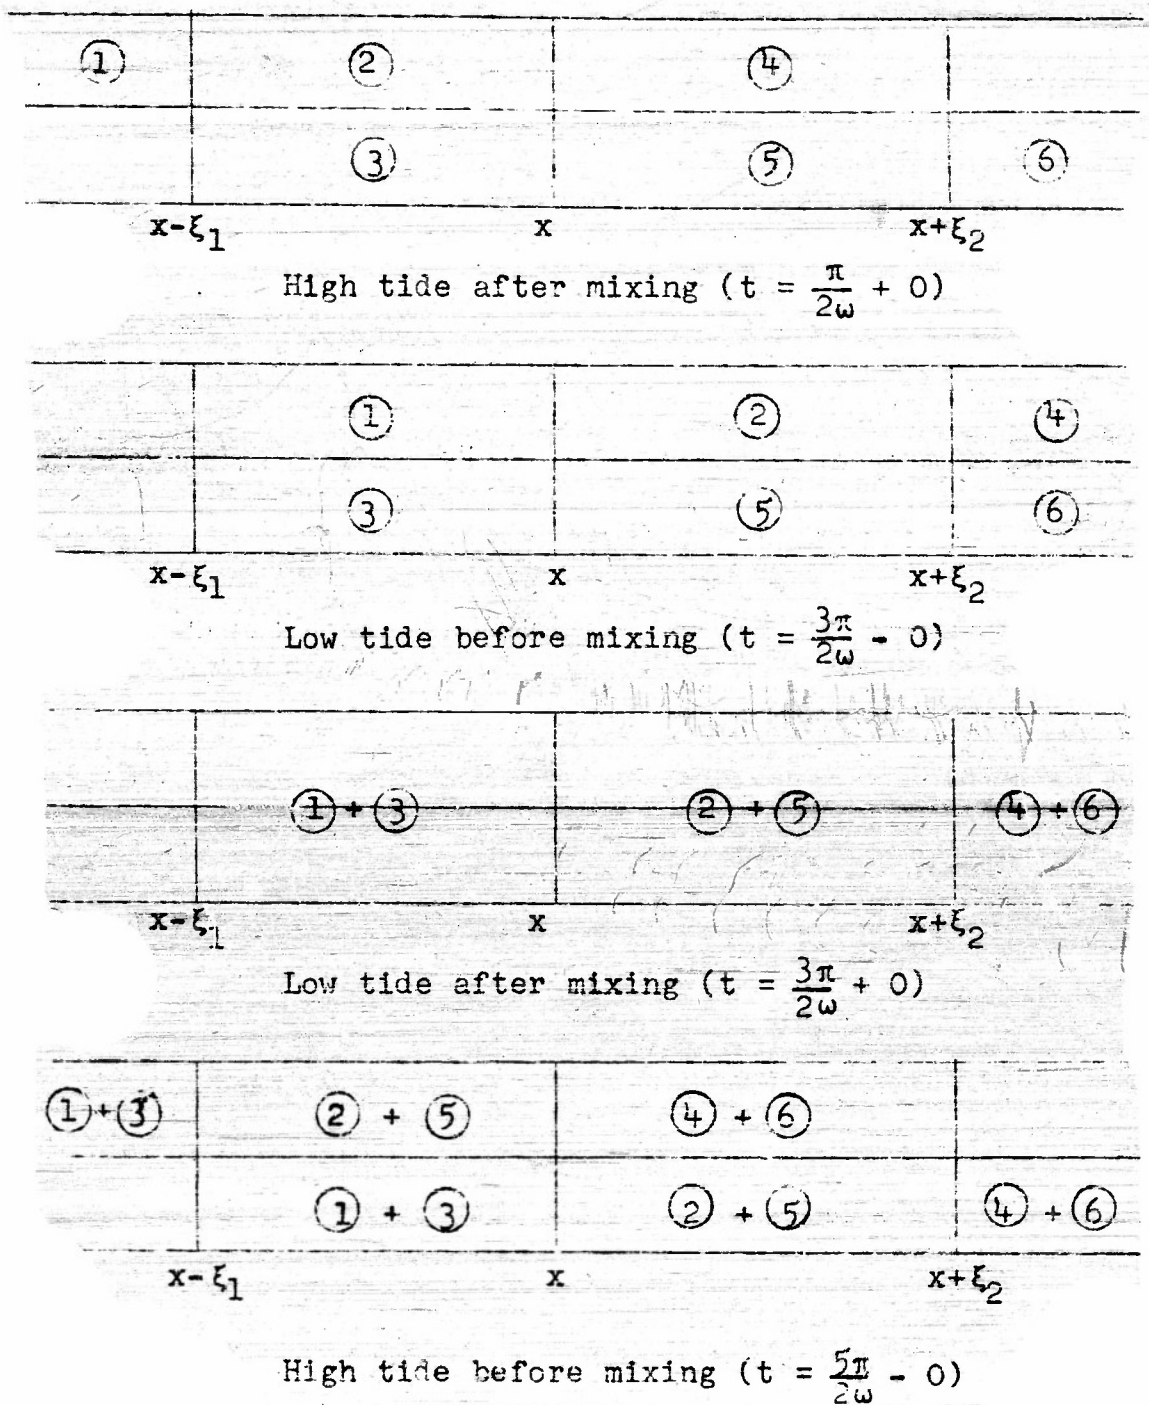 ① ② ④
③ ⑤ ⑥
x-ξ₁ x x+ξ₂
High tide after mixing (t = π/2ω + 0)
① ② ④
③ ⑤ ⑥
x-ξ₁ x x+ξ₂
Low tide before mixing (t = 3π/2ω - 0)
①+③ ②+⑤ ④+⑥
x-ξ₁ x x+ξ₂
Low tide after mixing (t = 3π/2ω + 0)
①+③ ②+⑤ ④+⑥
①+③ ②+⑤ ④+⑥
x-ξ₁ x x+ξ₂
High tide before mixing (t = 5π/2ω - 0)